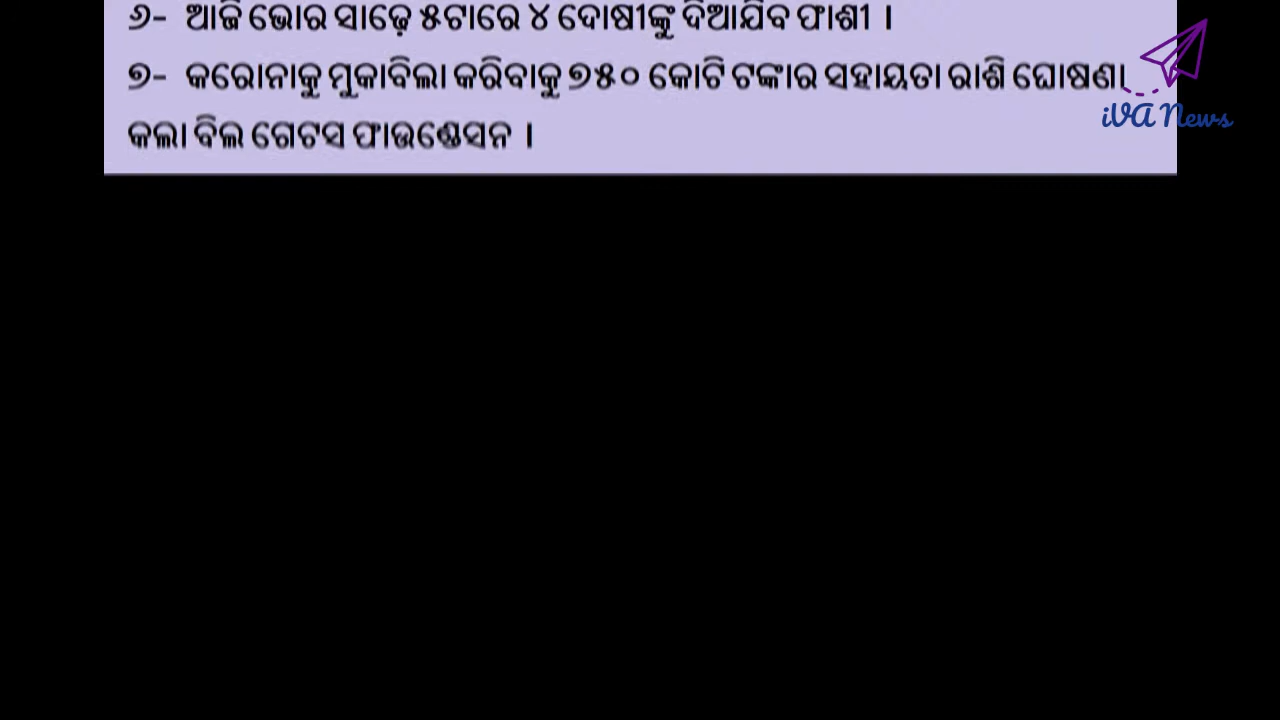 ୬- ଆଜି ଭୋର ସାଢ଼େ ୫ଟାରେ ୪ ଦୋଷୀଙ୍କୁ ଦିଆଯିବ ଫାଶୀ ।
୭- କରୋନାକୁ ମୁକାବିଲା କରିବାକୁ ୭୫୦ କୋଟି ଟଙ୍କାର ସହାୟତା ରାଶି ଘୋଷଣା
କଲା ବିଲ ଗେଟସ ଫାଉଣ୍ଡେସନ ।
iVA News